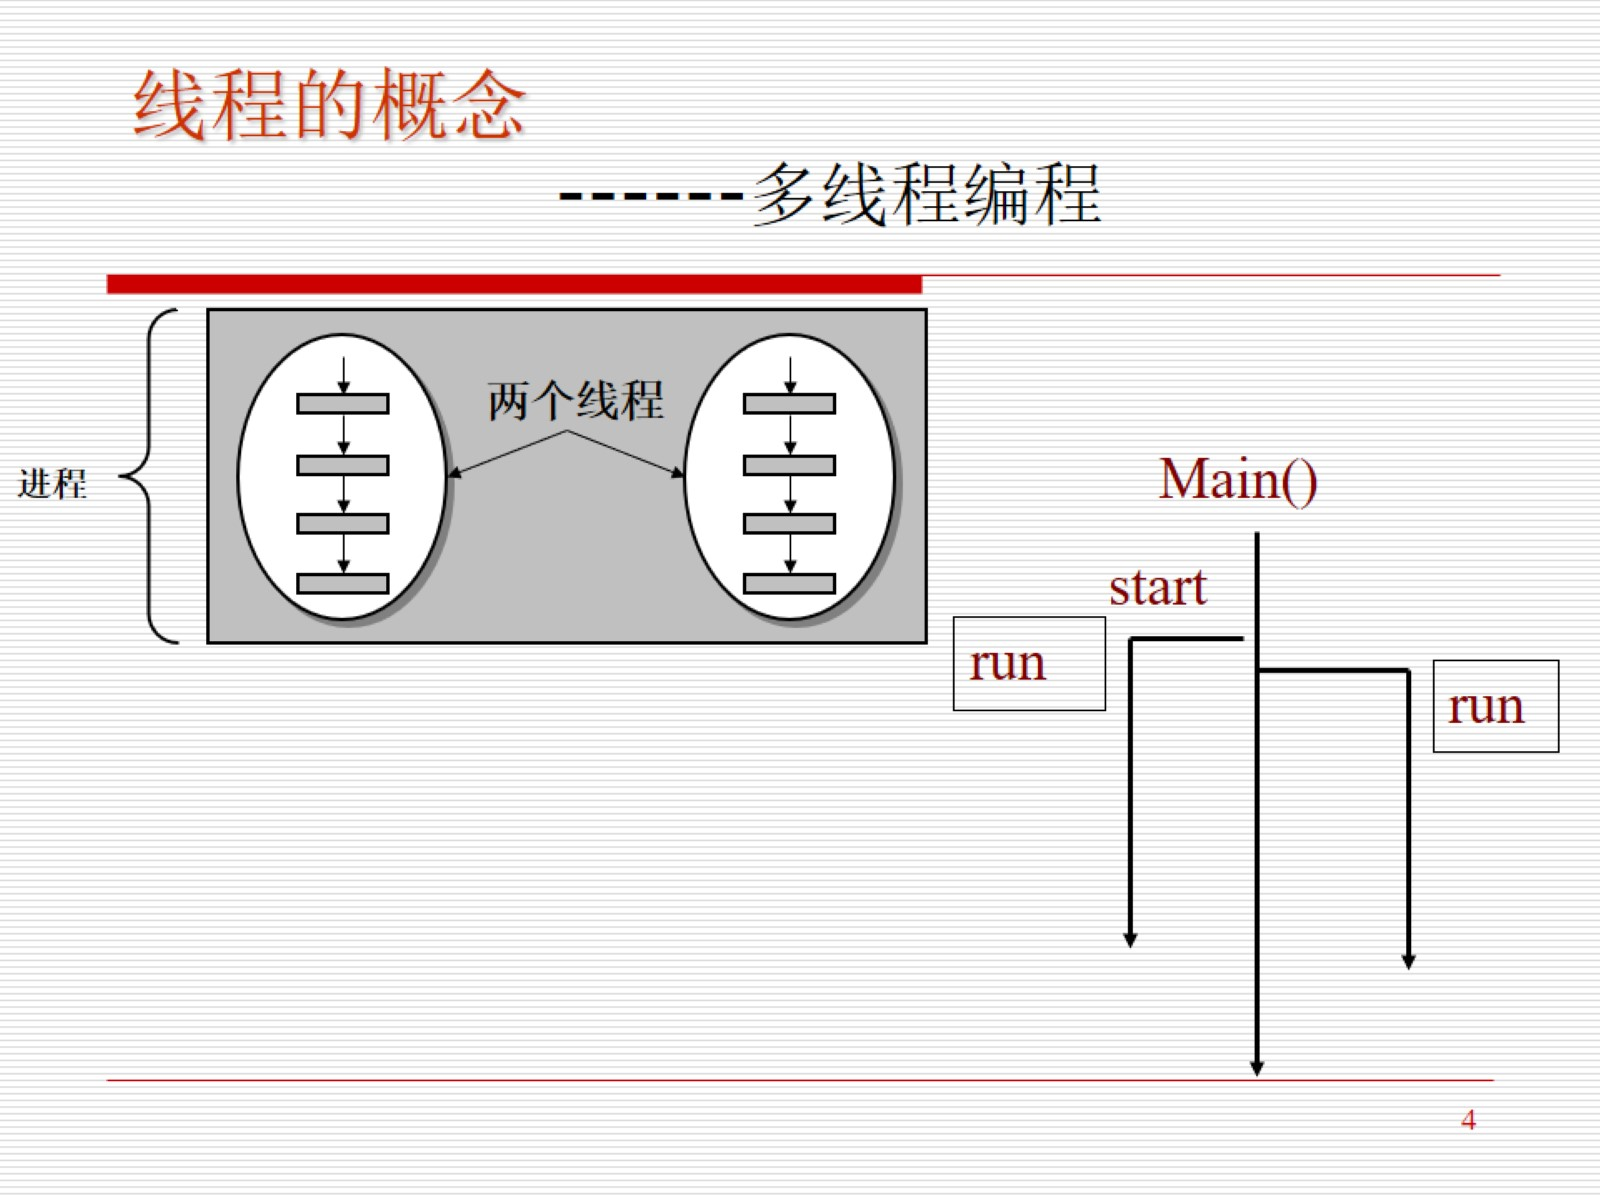 线程的概念
------多线程编程
两个线程
进程
Main()
start
run
run
4